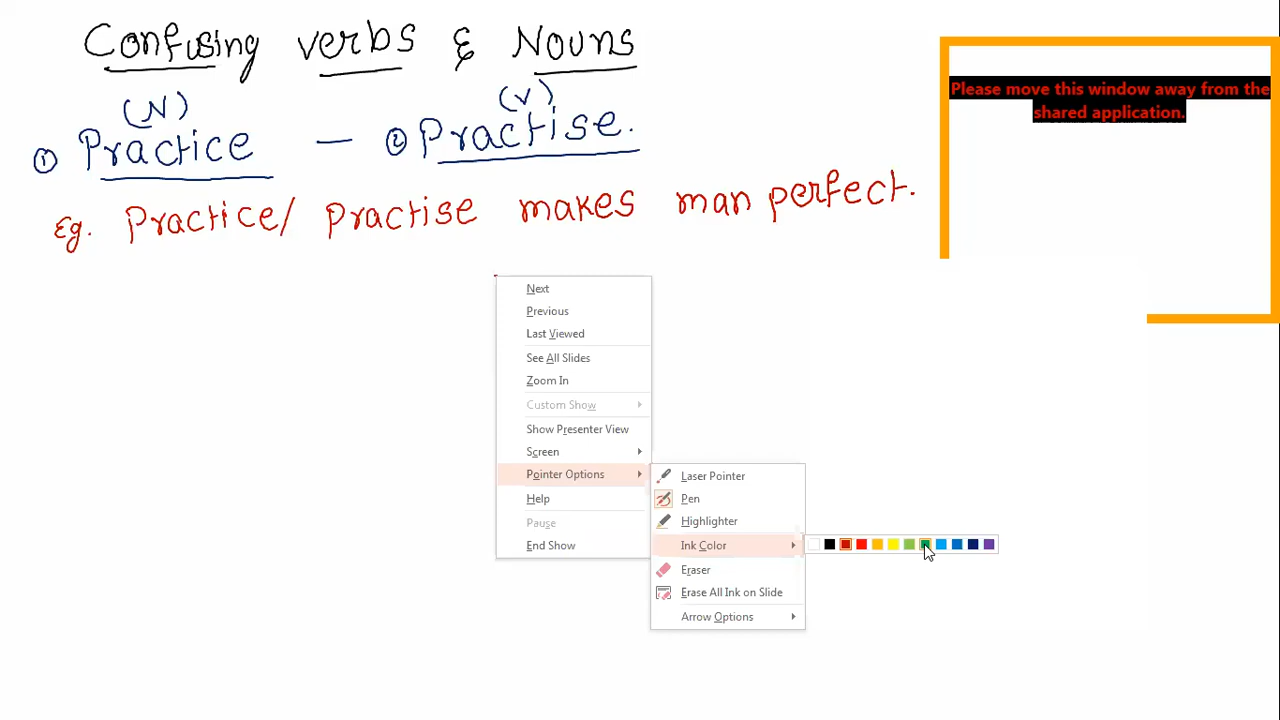 Confusing verbs & Nouns
(N) (V)
① Practice — ② Practise.
Eg. Practice/ Practise makes man perfect.
Please move this window away from the
shared application.
Next
Previous
Last Viewed
See All Slides
Zoom In
Custom Show
Show Presenter View
Screen
Pointer Options
Help
Pause
End Show
Laser Pointer
Pen
Highlighter
Ink Color
Eraser
Erase All Ink on Slide
Arrow Options